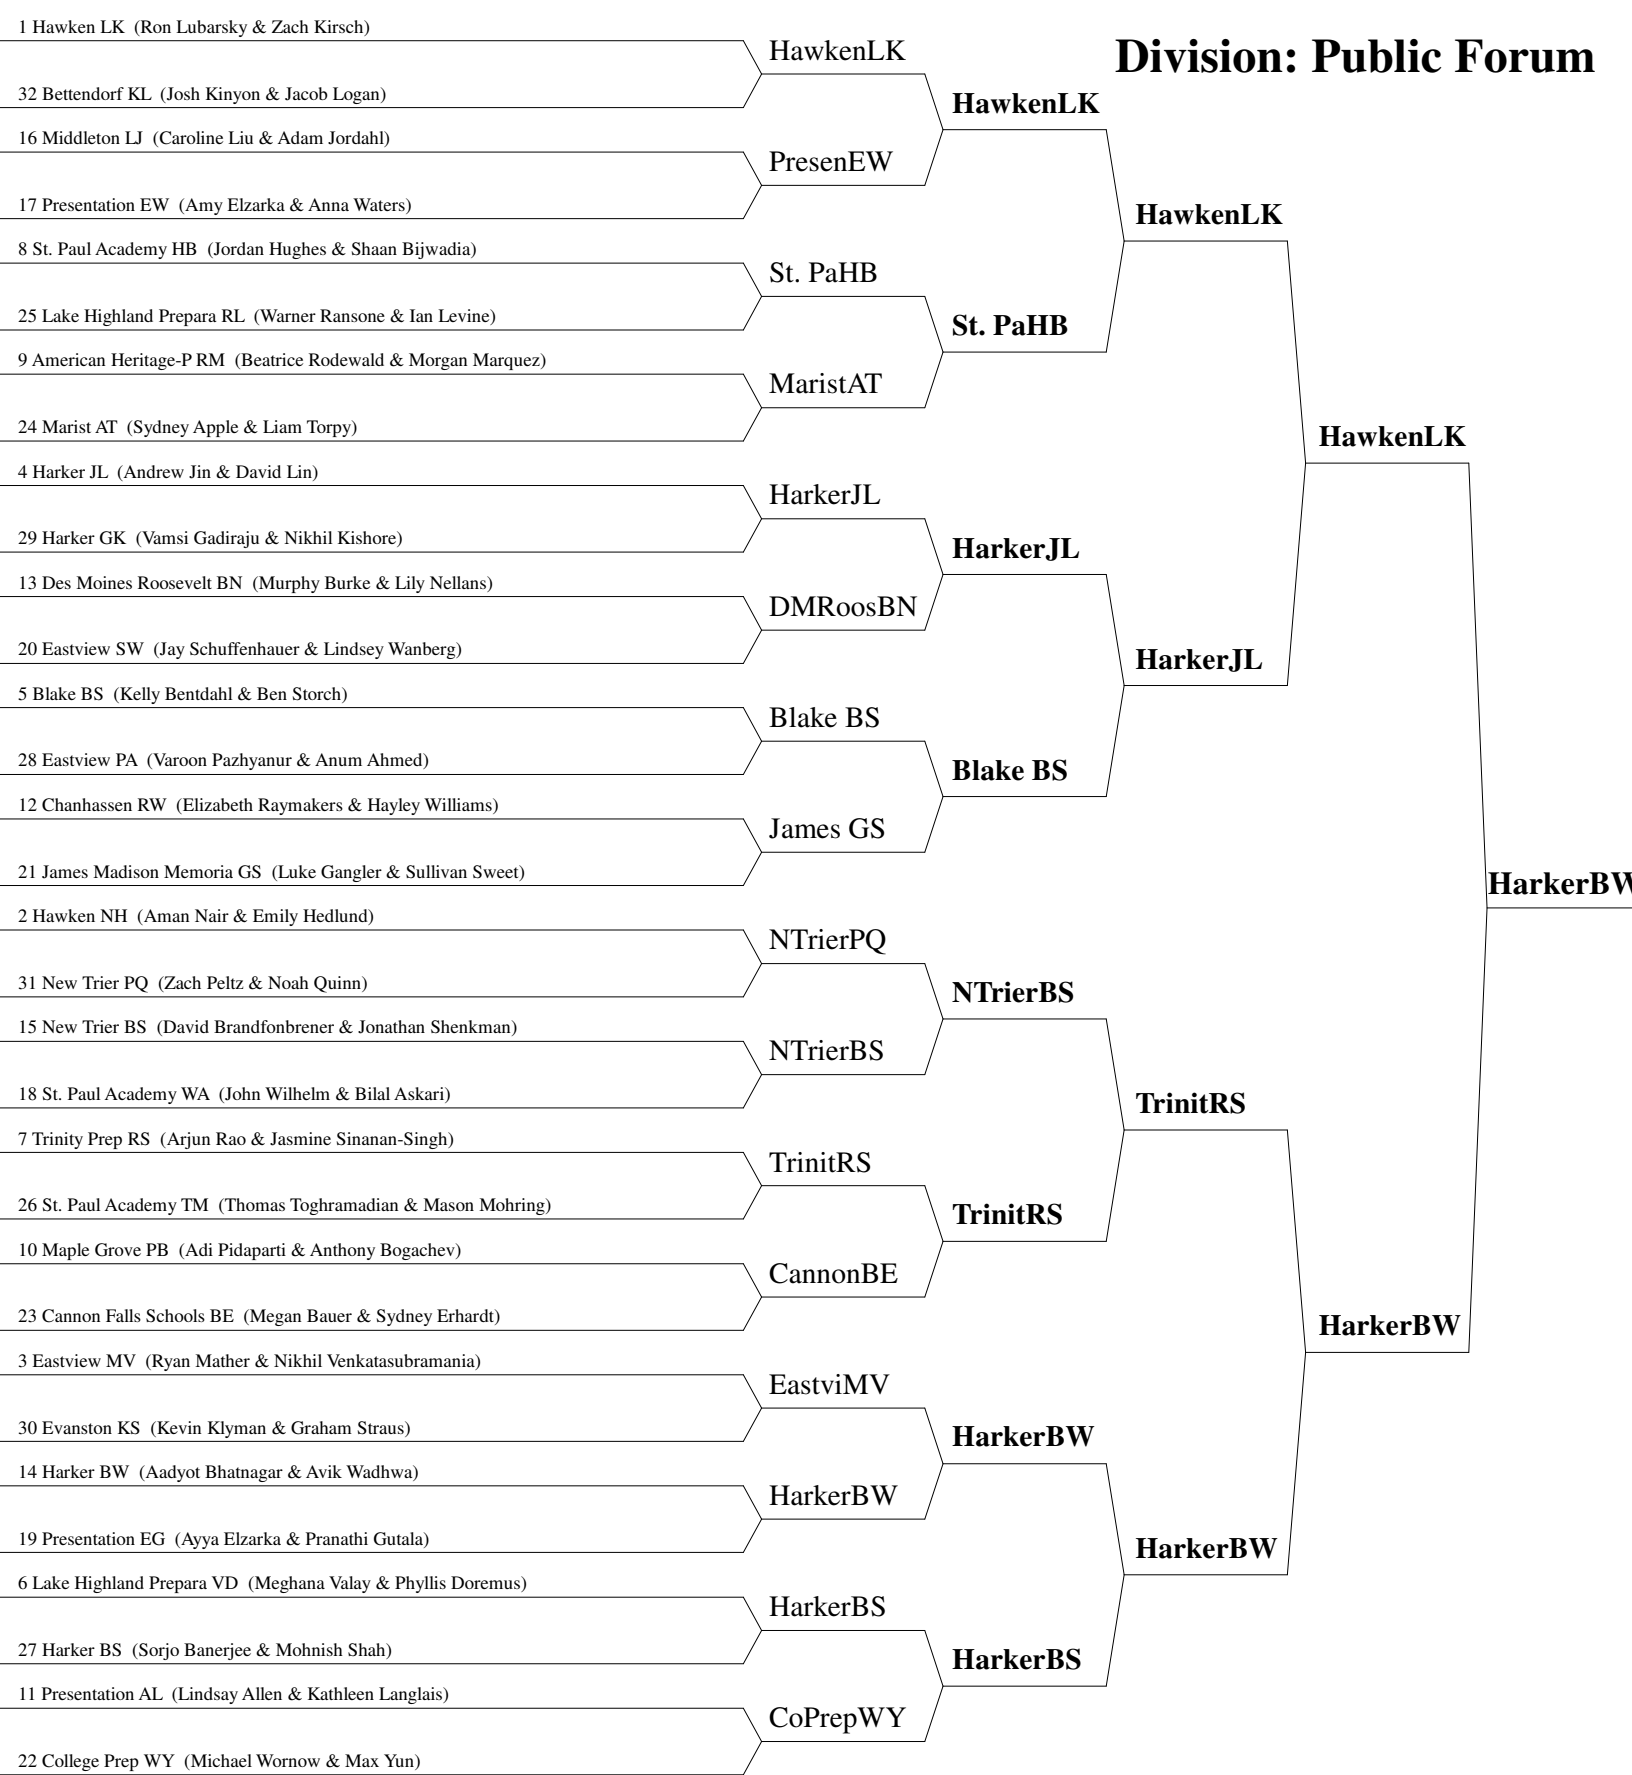 Division: Public Forum
1 Hawken LK (Ron Lubarsky & Zach Kirsch)
32 Bettendorf KL (Josh Kinyon & Jacob Logan)
16 Middleton LJ (Caroline Liu & Adam Jordahl)
17 Presentation EW (Amy Elzarka & Anna Waters)
8 St. Paul Academy HB (Jordan Hughes & Shaan Bijwadia)
25 Lake Highland Prepara RL (Warner Ransone & Ian Levine)
9 American Heritage-P RM (Beatrice Rodewald & Morgan Marquez)
24 Marist AT (Sydney Apple & Liam Torpy)
4 Harker JL (Andrew Jin & David Lin)
29 Harker GK (Vamsi Gadiraju & Nikhil Kishore)
13 Des Moines Roosevelt BN (Murphy Burke & Lily Nellans)
20 Eastview SW (Jay Schuffenhauer & Lindsey Wanberg)
5 Blake BS (Kelly Bentdahl & Ben Storch)
28 Eastview PA (Varoon Pazhyanur & Anum Ahmed)
12 Chanhassen RW (Elizabeth Raymakers & Hayley Williams)
21 James Madison Memoria GS (Luke Gangler & Sullivan Sweet)
2 Hawken NH (Aman Nair & Emily Hedlund)
31 New Trier PQ (Zach Peltz & Noah Quinn)
15 New Trier BS (David Brandfonbrener & Jonathan Shenkman)
18 St. Paul Academy WA (John Wilhelm & Bilal Askari)
7 Trinity Prep RS (Arjun Rao & Jasmine Sinanan-Singh)
26 St. Paul Academy TM (Thomas Toghramadian & Mason Mohring)
10 Maple Grove PB (Adi Pidaparti & Anthony Bogachev)
23 Cannon Falls Schools BE (Megan Bauer & Sydney Erhardt)
3 Eastview MV (Ryan Mather & Nikhil Venkatasubramania)
30 Evanston KS (Kevin Klyman & Graham Straus)
14 Harker BW (Aadyot Bhatnagar & Avik Wadhwa)
19 Presentation EG (Ayya Elzarka & Pranathi Gutala)
6 Lake Highland Prepara VD (Meghana Valay & Phyllis Doremus)
27 Harker BS (Sorjo Banerjee & Mohnish Shah)
11 Presentation AL (Lindsay Allen & Kathleen Langlais)
22 College Prep WY (Michael Wornow & Max Yun)
HawkenLK
PresenEW
St. PaHB
MaristAT
HarkerJL
DMRoosBN
Blake BS
James GS
NTrierPQ
NTrierBS
TrinitRS
CannonBE
EastviMV
HarkerBW
HarkerBS
CoPrepWY
HawkenLK
St. PaHB
HarkerJL
Blake BS
NTrierBS
TrinitRS
HarkerBW
HarkerBS
HawkenLK
HarkerJL
TrinitRS
HarkerBW
HawkenLK
HarkerBW
HarkerBW